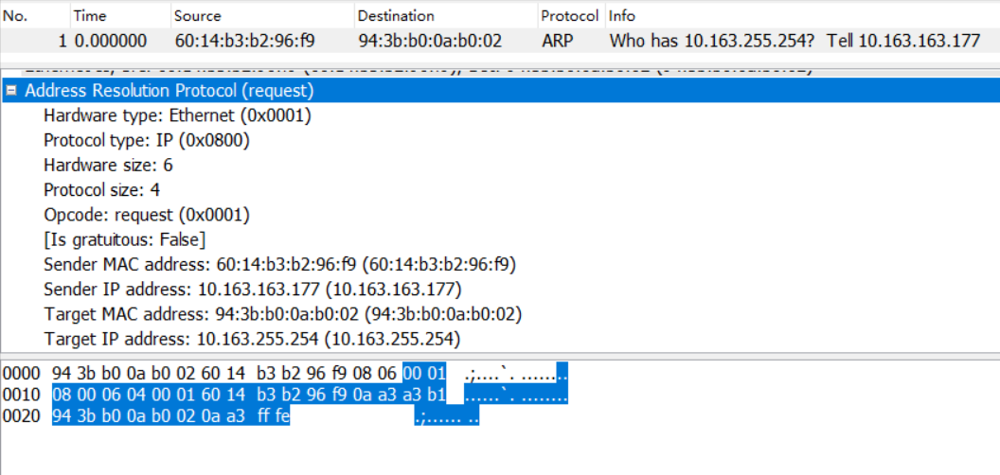 No. Time Source Destination Protocol Info
1 0.000000 60:14:b3:b2:96:f9 94:3b:b0:0a:b0:02 ARP Who has 10.163.255.254? Tell 10.163.163.177
Address Resolution Protocol (request)
Hardware type: Ethernet (0x0001)
Protocol type: IP (0x0800)
Hardware size: 6
Protocol size: 4
Opcode: request (0x0001)
[Is gratuitous: False]
Sender MAC address: 60:14:b3:b2:96:f9 (60:14:b3:b2:96:f9)
Sender IP address: 10.163.163.177 (10.163.163.177)
Target MAC address: 94:3b:b0:0a:b0:02 (94:3b:b0:0a:b0:02)
Target IP address: 10.163.255.254 (10.163.255.254)
0000 94 3b b0 0a b0 02 60 14 b3 b2 96 f9 08 06 00 01 .;....`. ........
0010 08 00 06 04 00 01 60 14 b3 b2 96 f9 0a a3 a3 b1 ......`. ........
0020 94 3b b0 0a b0 02 0a a3 ff fe .;...... ..